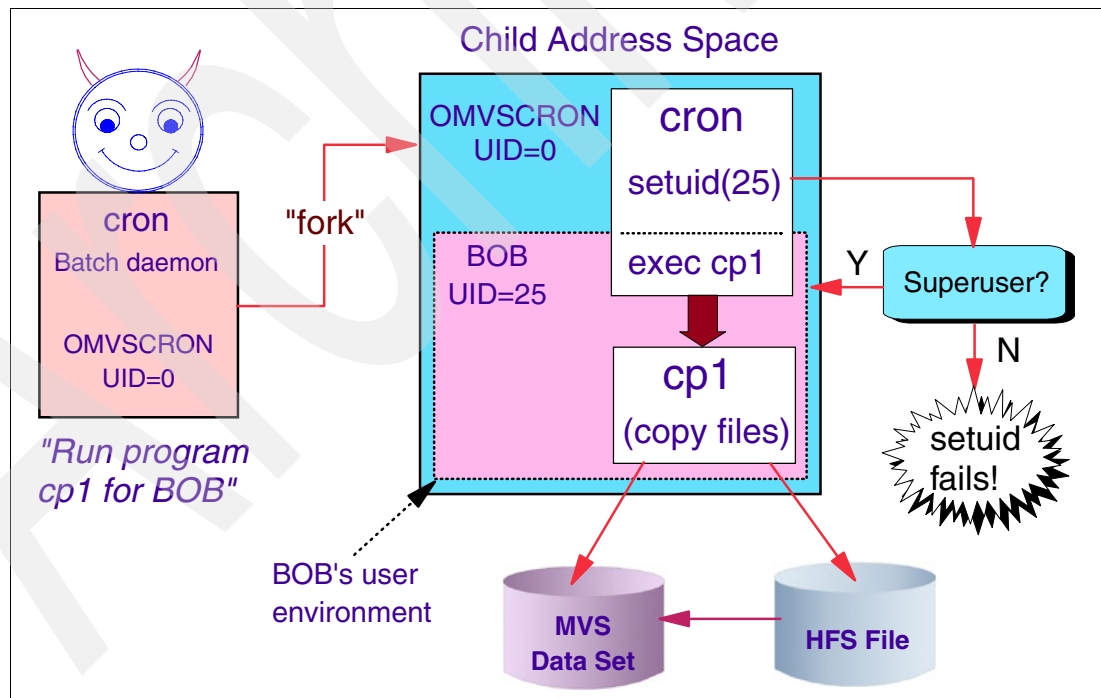 Child Address Space
cron
Batch daemon
OMVSCRON
UID=0
"Run program
cp1 for BOB"
"fork"
OMVSCRON
UID=0
cron
setuid(25)
exec cp1
BOB
UID=25
cp1
(copy files)
Superuser?
Y
N
setuid
fails!
BOB's user
environment
MVS
Data Set
HFS File